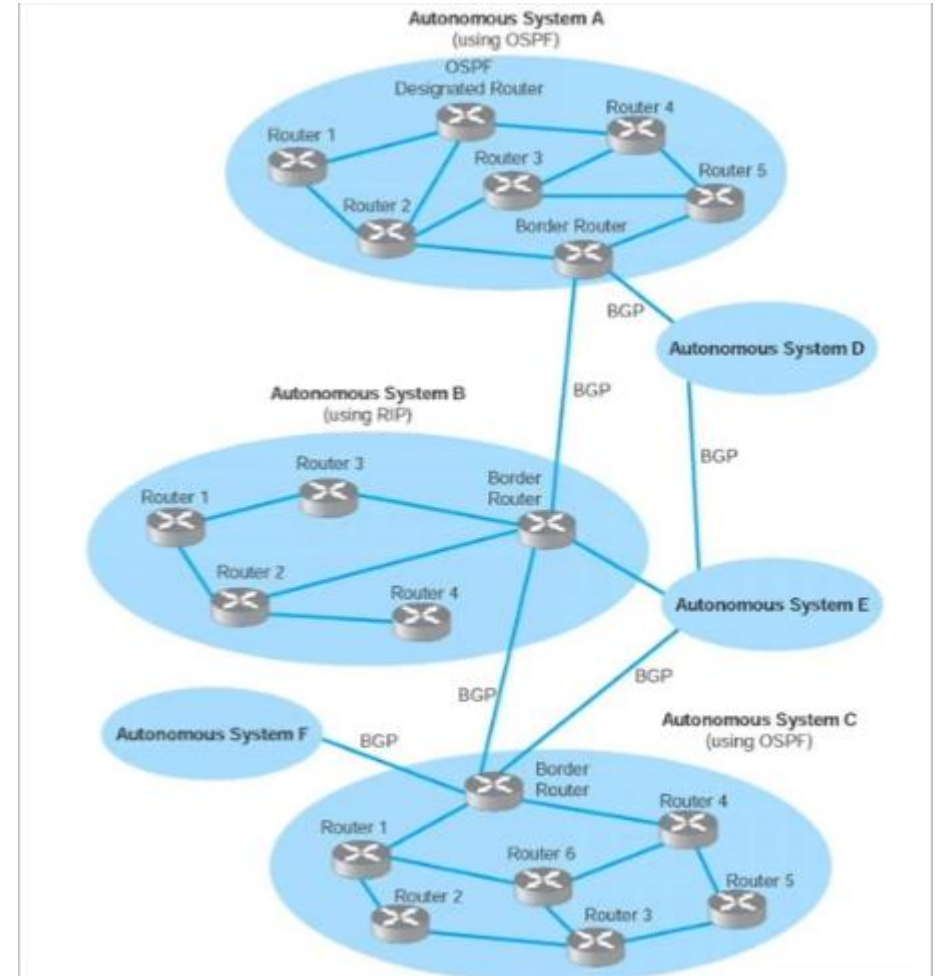 Autonomous System A
(using OSPF)
OSPF
Designated Router
Router 4
Router 1
Router 3
Router 5
Router 2
Border Router
BGP
Autonomous System D
BGP
Autonomous System B
(using RIP)
BGP
Router 3
Border
Router
Router 1
Router 2
Router 4
Autonomous System E
BGP
BGP
Autonomous System C
(using OSPF)
Autonomous System F
BGP
Border
Router
Router 4
Router 1
Router 6
Router 5
Router 2
Router 3